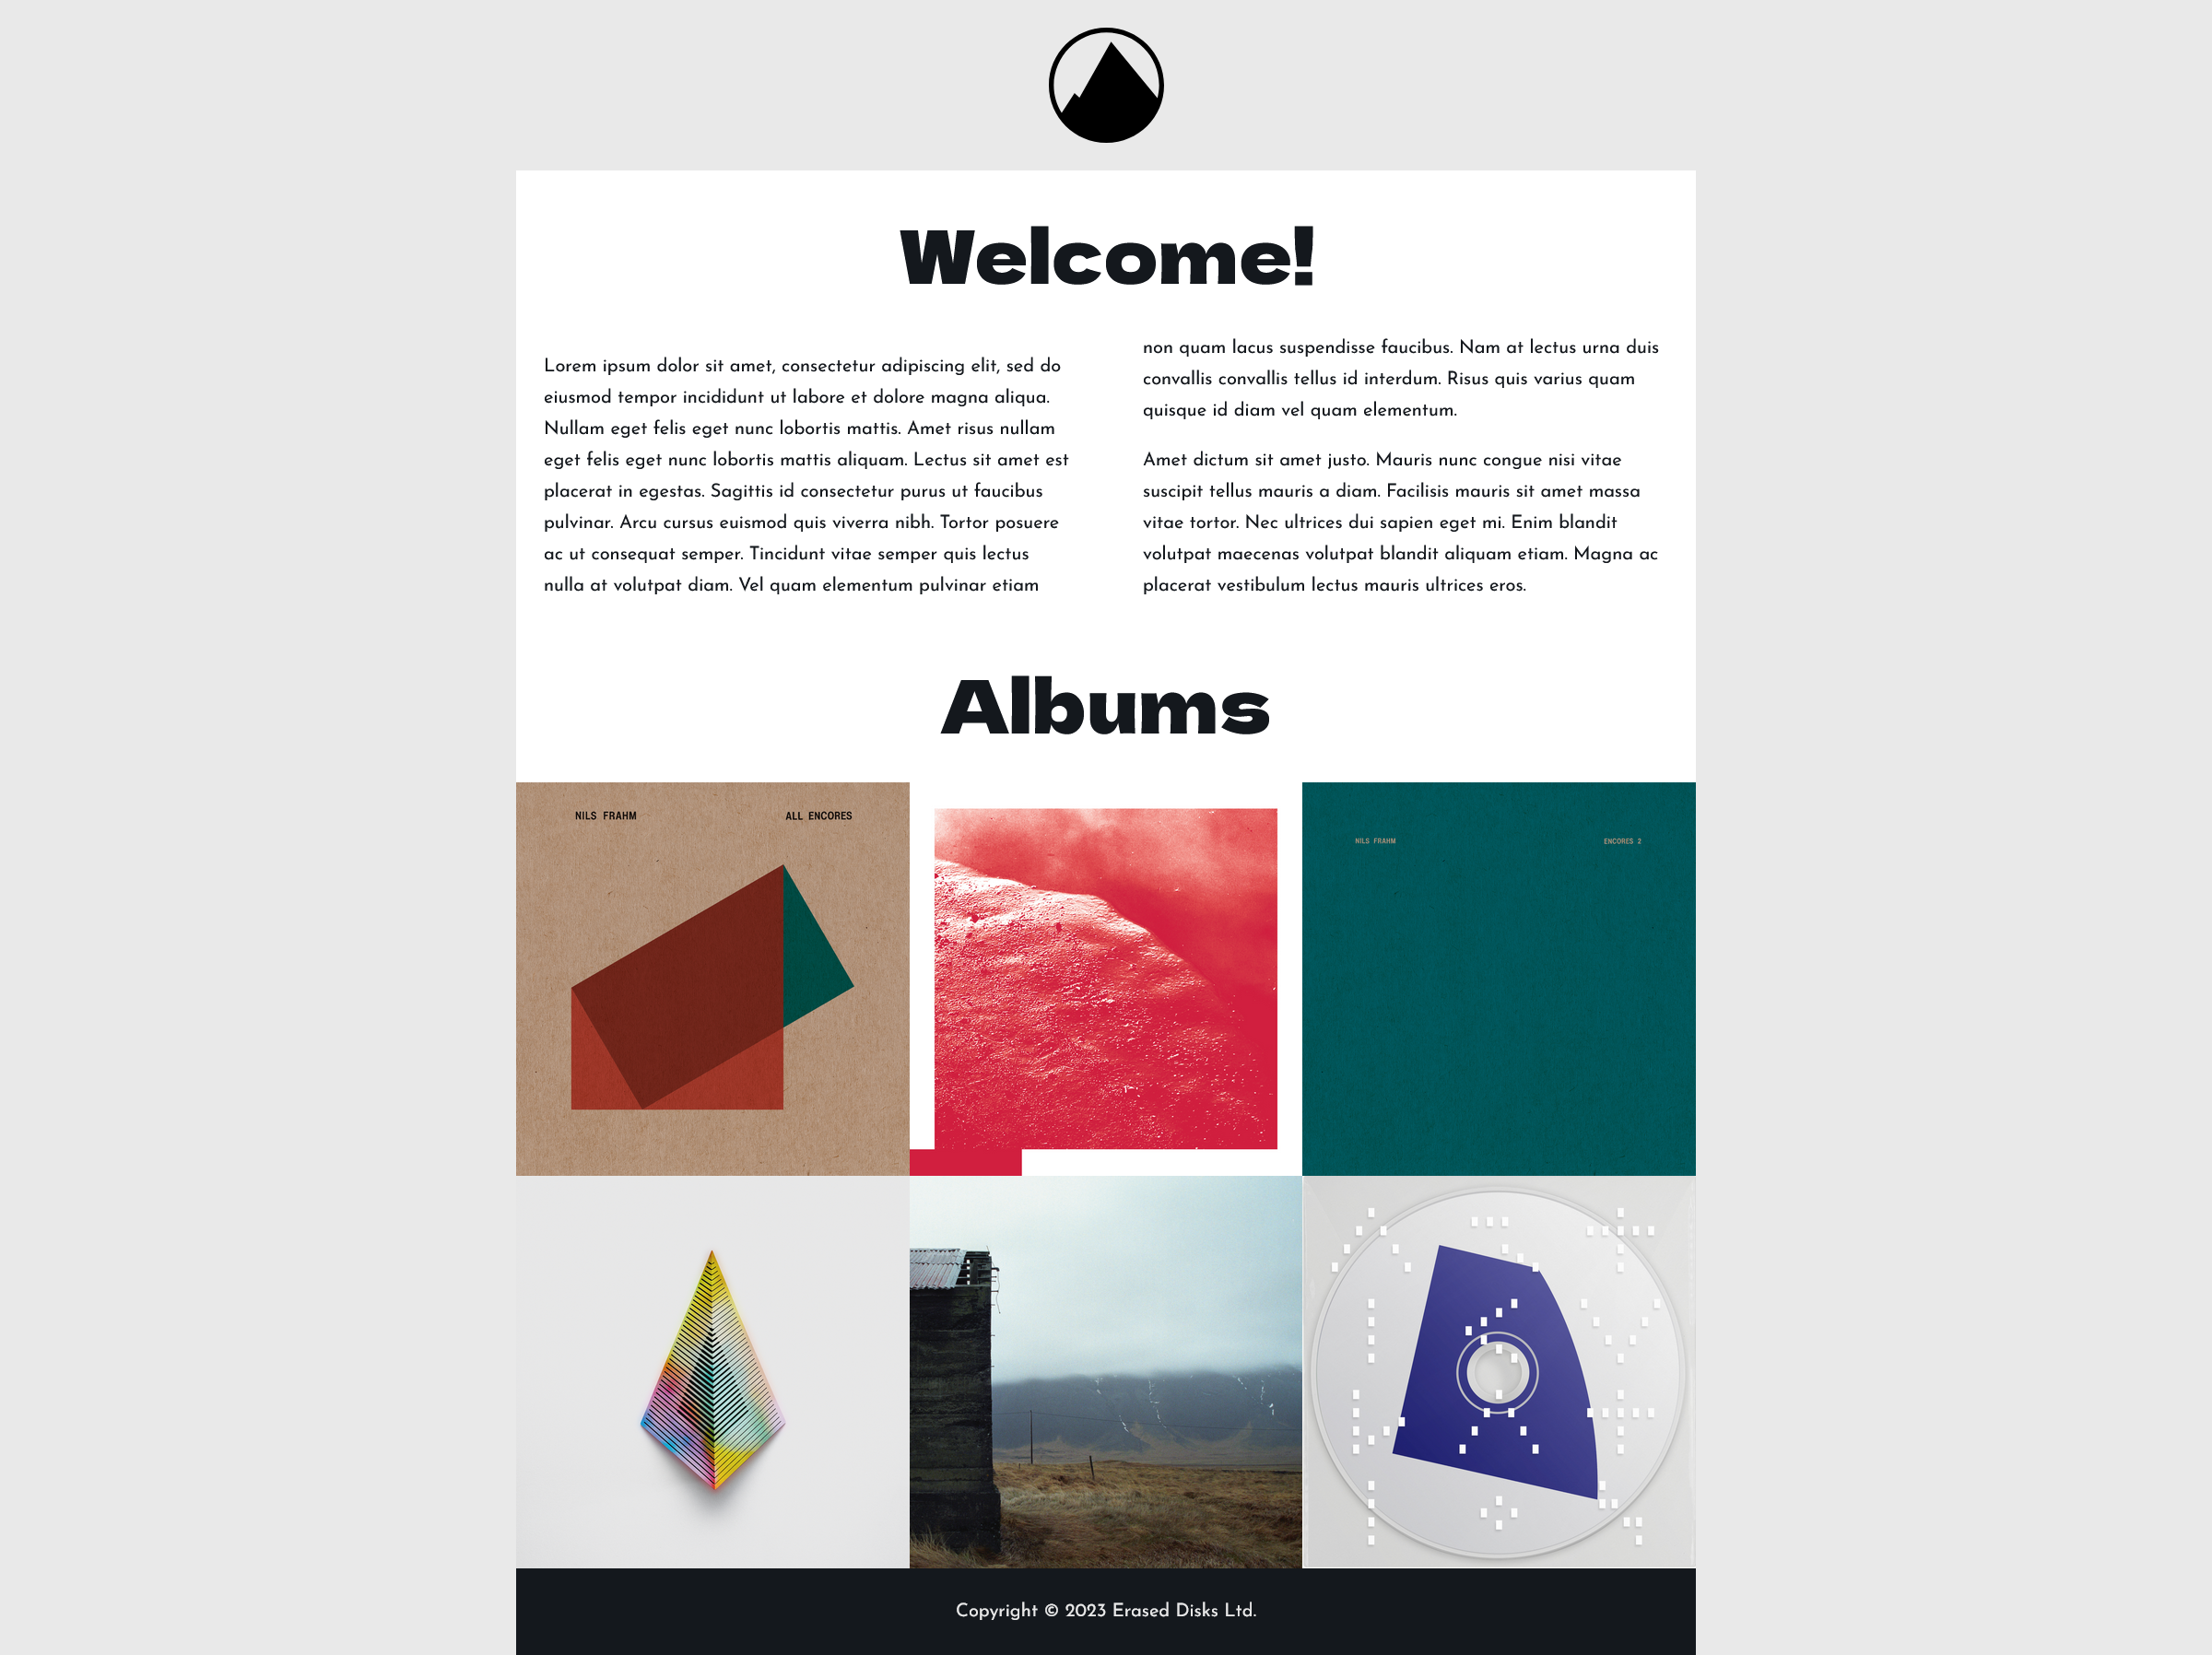 Welcome!
Lorem ipsum dolor sit amet, consectetur adipiscing elit, sed do
eiusmod tempor incididunt ut labore et dolore magna aliqua.
Nullam eget felis eget nunc lobortis mattis. Amet risus nullam
eget felis eget nunc lobortis mattis aliquam. Lectus sit amet est
placerat in egestas. Sagittis id consectetur purus ut faucibus
pulvinar. Arcu cursus euismod quis viverra nibh. Tortor posuere
ac ut consequat semper. Tincidunt vitae semper quis lectus
nulla at volutpat diam. Vel quam elementum pulvinar etiam
non quam lacus suspendisse faucibus. Nam at lectus urna duis
convallis convallis tellus id interdum. Risus quis varius quam
quisque id diam vel quam elementum.
Amet dictum sit amet justo. Mauris nunc congue nisi vitae
suscipit tellus mauris a diam. Facilisis mauris sit amet massa
vitae tortor. Nec ultrices dui sapien eget mi. Enim blandit
volutpat maecenas volutpat blandit aliquam etiam. Magna ac
placerat vestibulum lectus mauris ultrices eros.
Albums
NILS FRAHM
ALL ENCORES
NILS FRAHM
ENCORES 2
Copyright © 2023 Erased Disks Ltd.